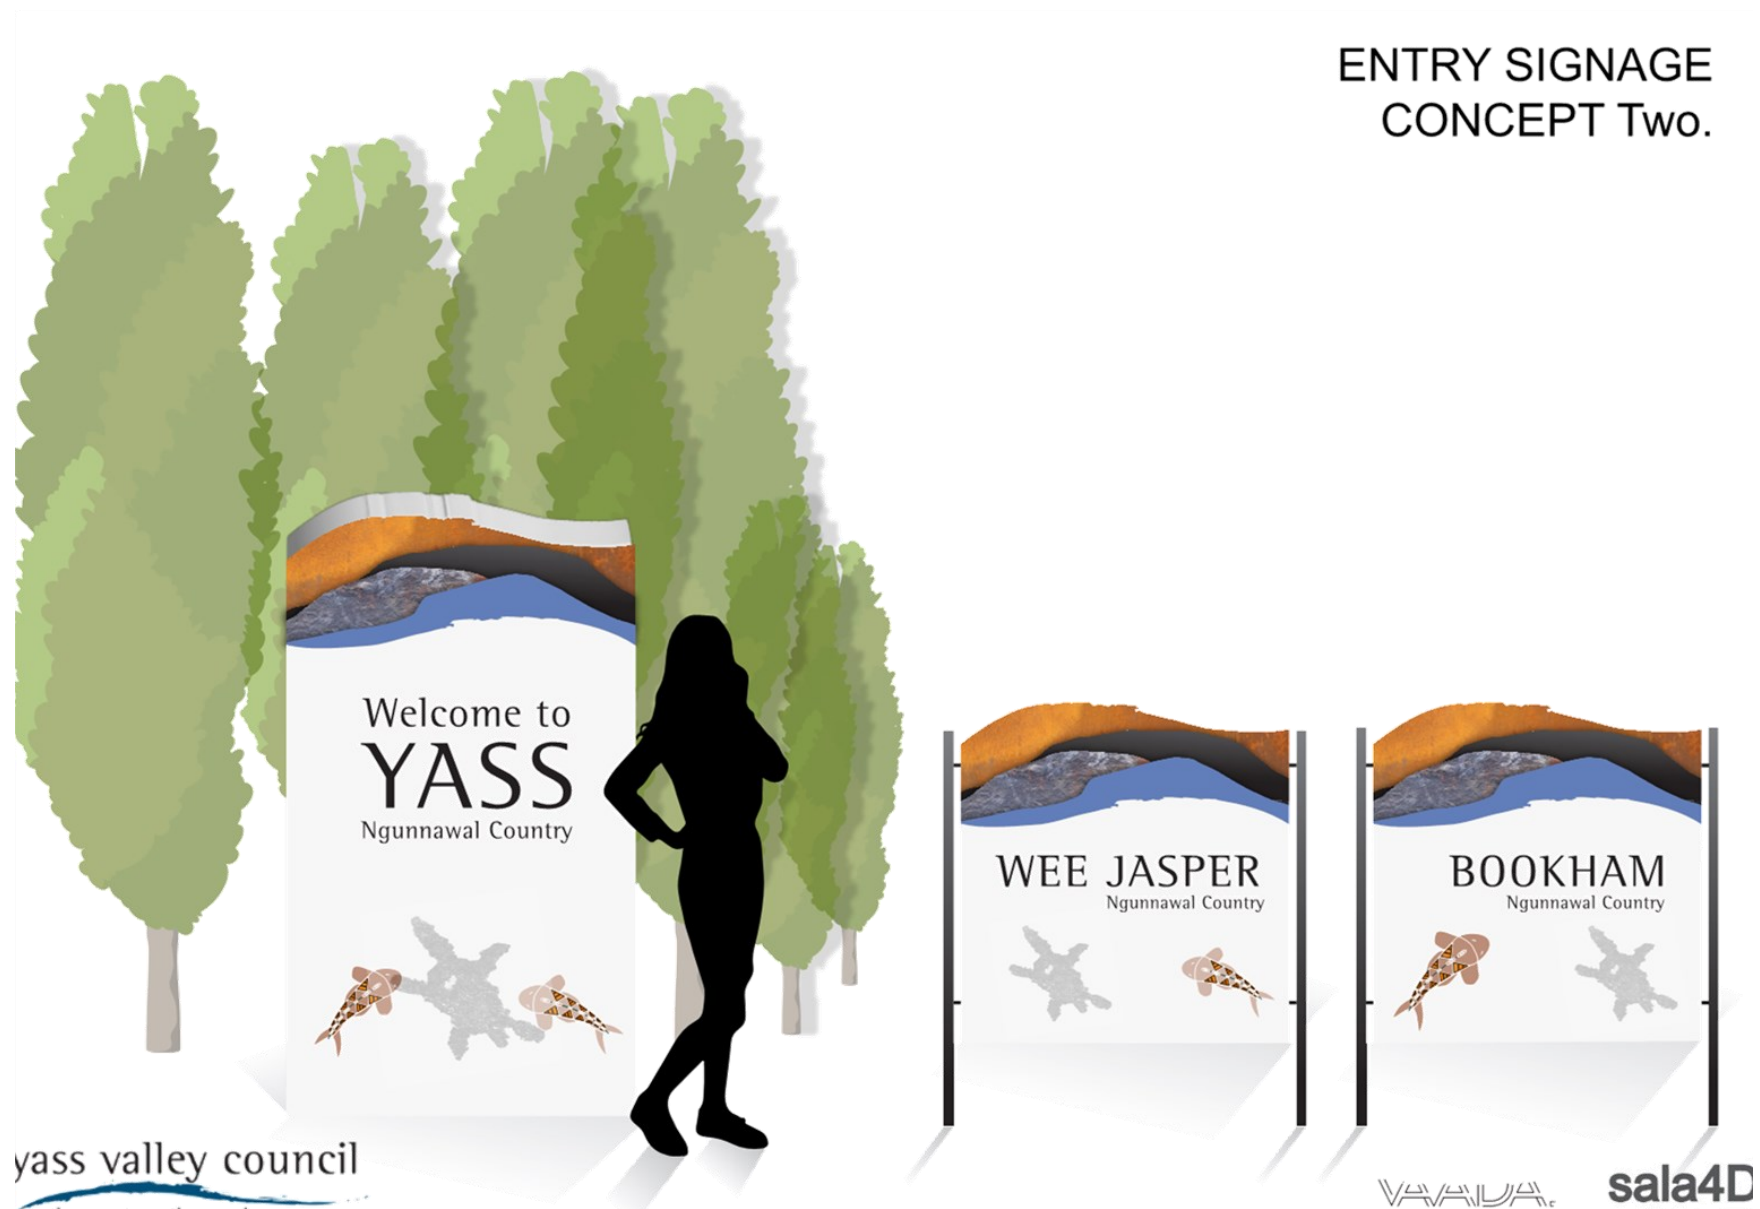 ENTRY SIGNAGE
CONCEPT Two.
Welcome to
YASS
Ngunnawal Country
WEE JASPER
Ngunnawal Country
BOOKHAM
Ngunnawal Country
yass valley council
sala4D